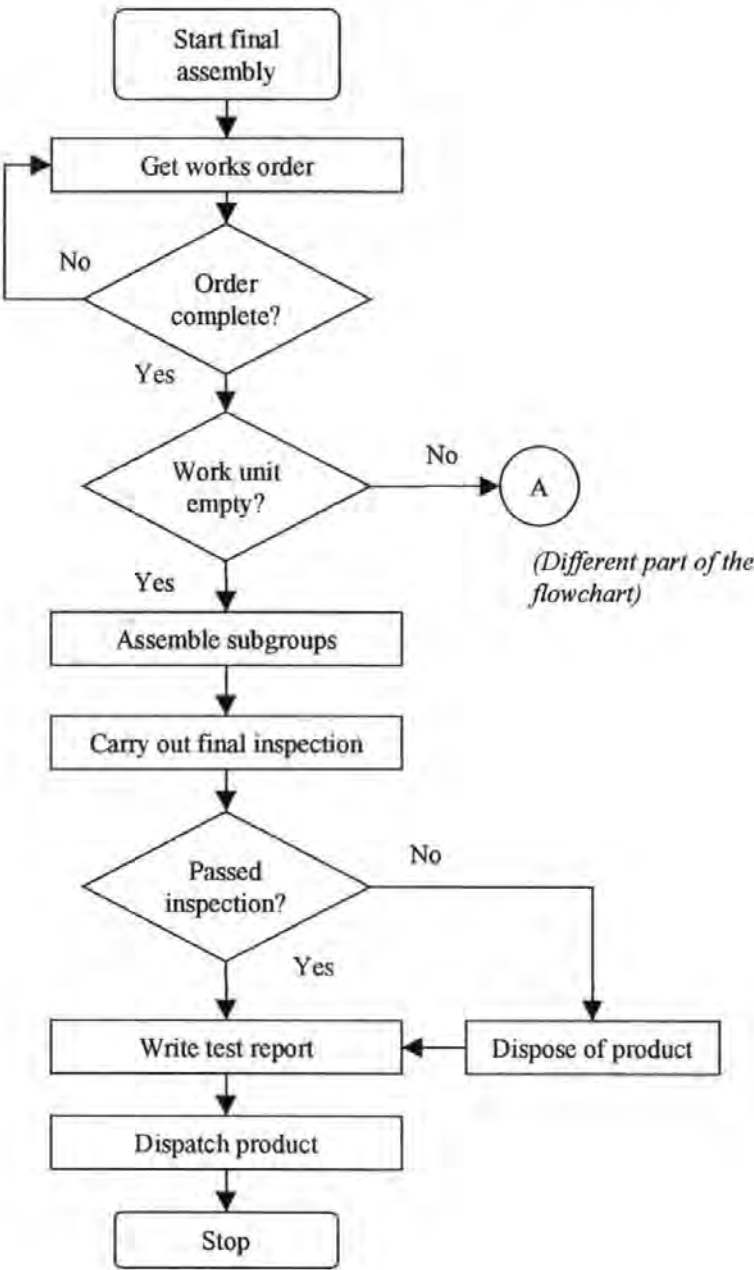 Start final
assembly
Get works order
No
Order
complete?
Yes
Work unit
empty?
No
A
(Different part of the
flowchart)
Yes
Assemble subgroups
Carry out final inspection
Passed
inspection?
No
Yes
Write test report
Dispose of product
Dispatch product
Stop